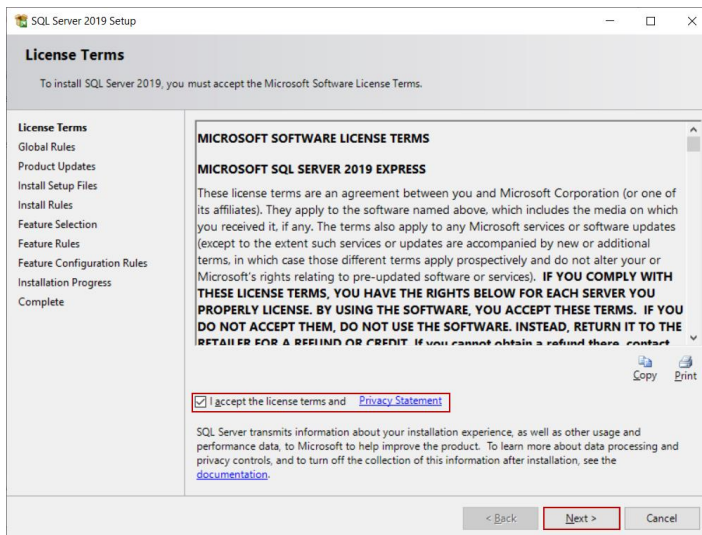 SQL Server 2019 Setup
License Terms
To install SQL Server 2019, you must accept the Microsoft Software License Terms.
License Terms
Global Rules
Product Updates
Install Setup Files
Install Rules
Feature Selection
Feature Rules
Feature Configuration Rules
Installation Progress
Complete
MICROSOFT SOFTWARE LICENSE TERMS
MICROSOFT SQL SERVER 2019 EXPRESS
These license terms are an agreement between you and Microsoft Corporation (or one of
its affiliates). They apply to the software named above, which includes the media on which
you received it, if any. The terms also apply to any Microsoft services or software updates
(except to the extent such services or updates are accompanied by new or additional
terms, in which case those different terms apply prospectively and do not alter your or
Microsoft's rights relating to pre-updated software or services). IF YOU COMPLY WITH
THESE LICENSE TERMS, YOU HAVE THE RIGHTS BELOW FOR EACH SERVER YOU
PROPERLY LICENSE. BY USING THE SOFTWARE, YOU ACCEPT THESE TERMS. IF YOU
DO NOT ACCEPT THEM, DO NOT USE THE SOFTWARE. INSTEAD, RETURN IT TO THE
RETAILER FOR A REFUND OR CREDIT. If you cannot obtain a refund there, contact
Copy Print
I accept the license terms and Privacy Statement
SQL Server transmits information about your installation experience, as well as other usage and
performance data, to Microsoft to help improve the product. To learn more about data processing and
privacy controls, and to turn off the collection of this information after installation, see the
documentation.
< Back Next > Cancel